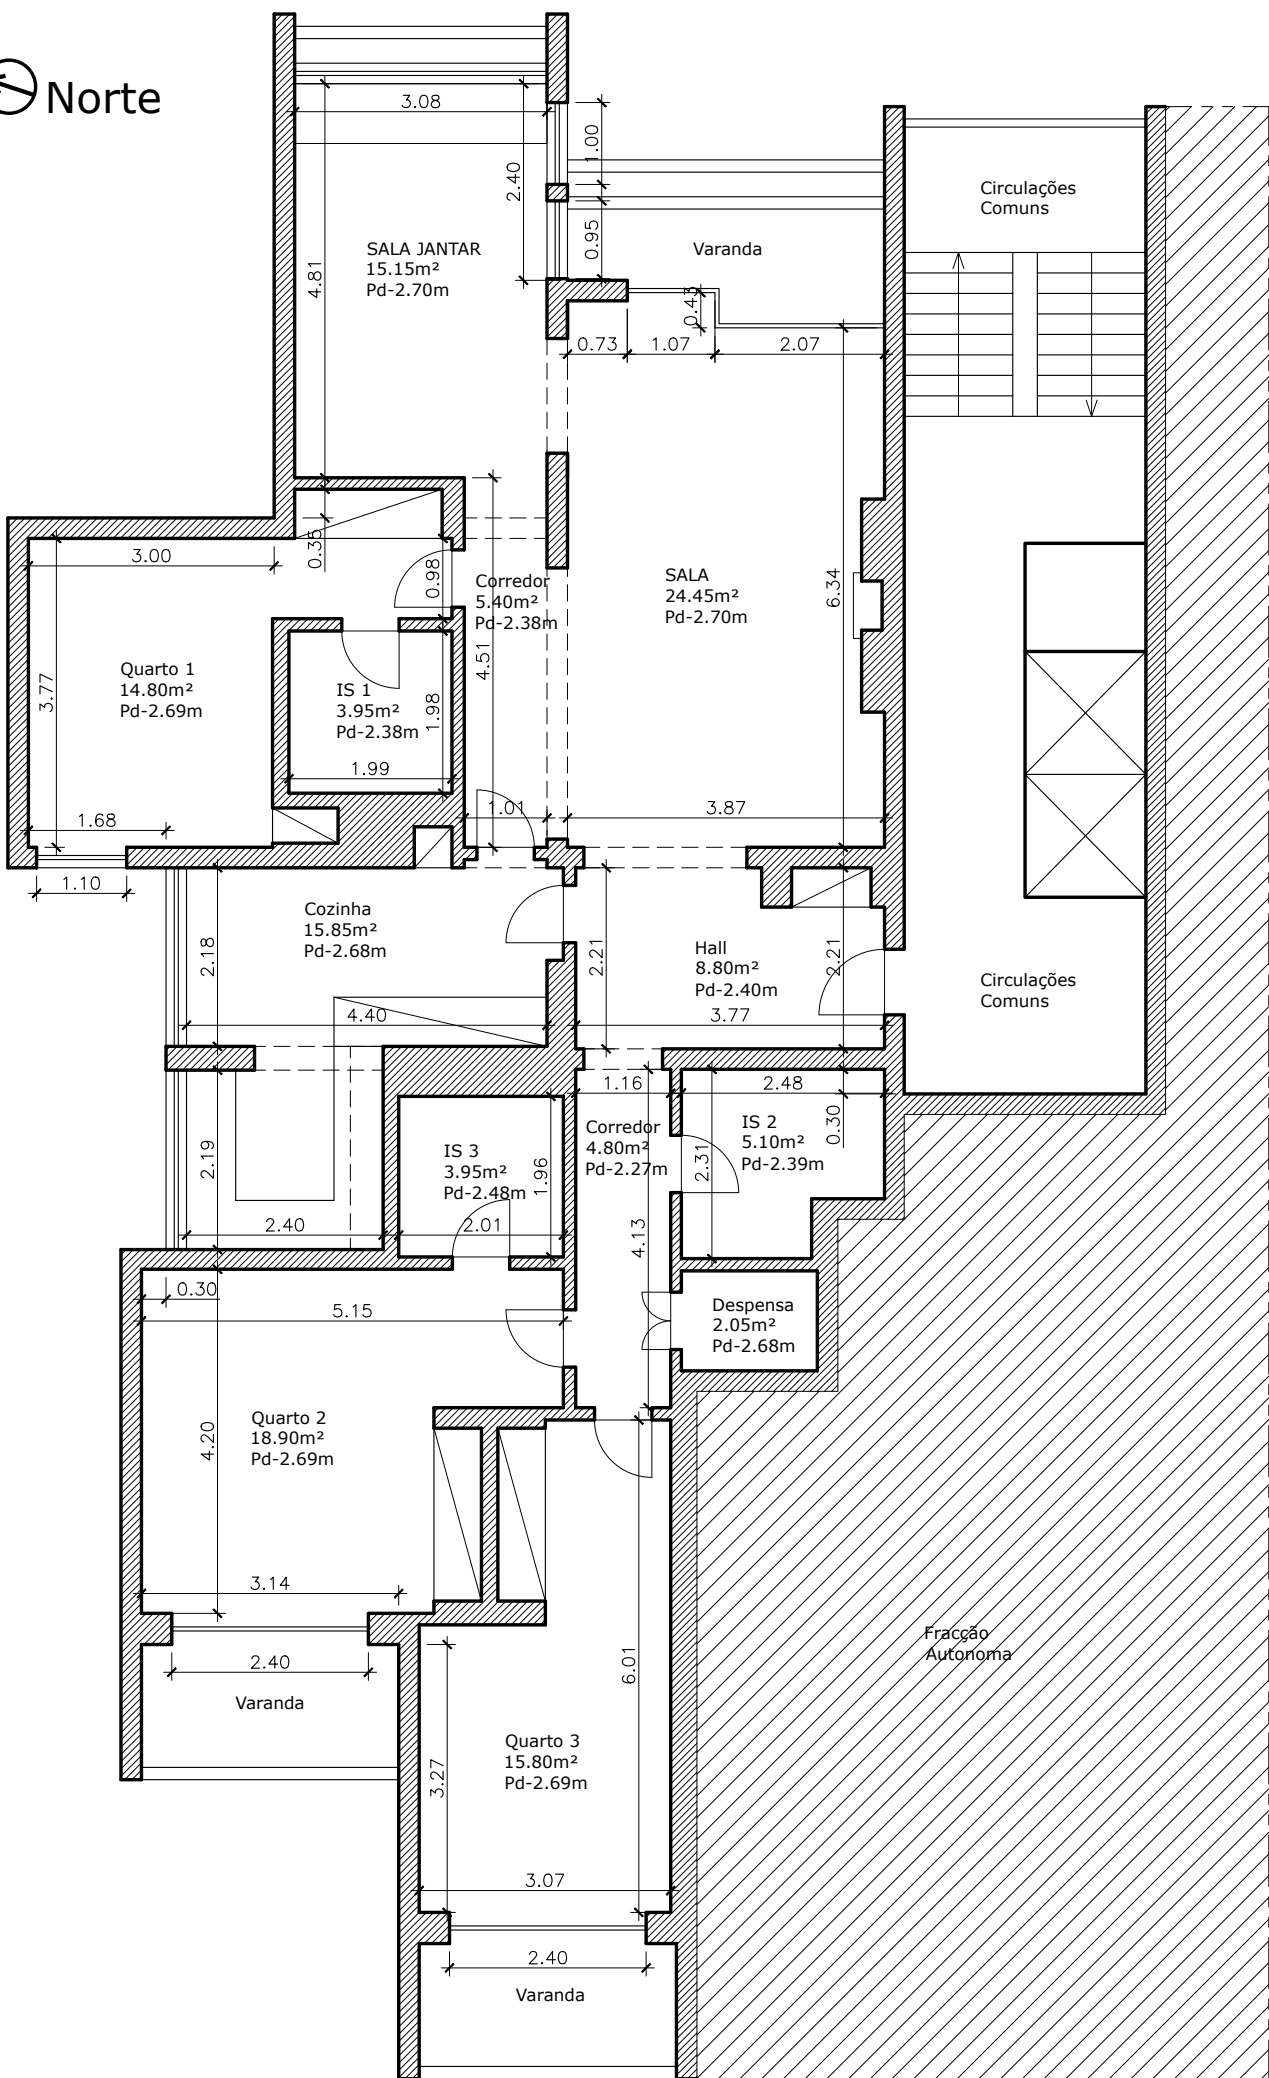 Norte
3.08
1.00
2.40
0.95
Circulações
Comuns
SALA JANTAR
15.15m²
Pd-2.70m
Varanda
4.81
0.43
0.73
1.07
2.07
3.00
0.35
0.98
Corredor
5.40m²
Pd-2.38m
SALA
24.45m²
Pd-2.70m
6.34
3.77
Quarto 1
14.80m²
Pd-2.69m
IS 1
3.95m²
Pd-2.38m
1.98
4.51
1.99
1.68
1.01
3.87
1.10
Cozinha
15.85m²
Pd-2.68m
2.18
2.21
Hall
8.80m²
Pd-2.40m
2.21
Circulações
Comuns
4.40
3.77
1.16
2.48
Corredor
4.80m²
Pd-2.27m
IS 2
5.10m²
Pd-2.39m
0.30
2.31
IS 3
3.95m²
Pd-2.48m
1.96
2.19
2.40
2.01
4.13
0.30
5.15
Despensa
2.05m²
Pd-2.68m
Quarto 2
18.90m²
Pd-2.69m
4.20
3.14
2.40
Varanda
6.01
Fracção
Autonoma
Quarto 3
15.80m²
Pd-2.69m
3.27
3.07
2.40
Varanda